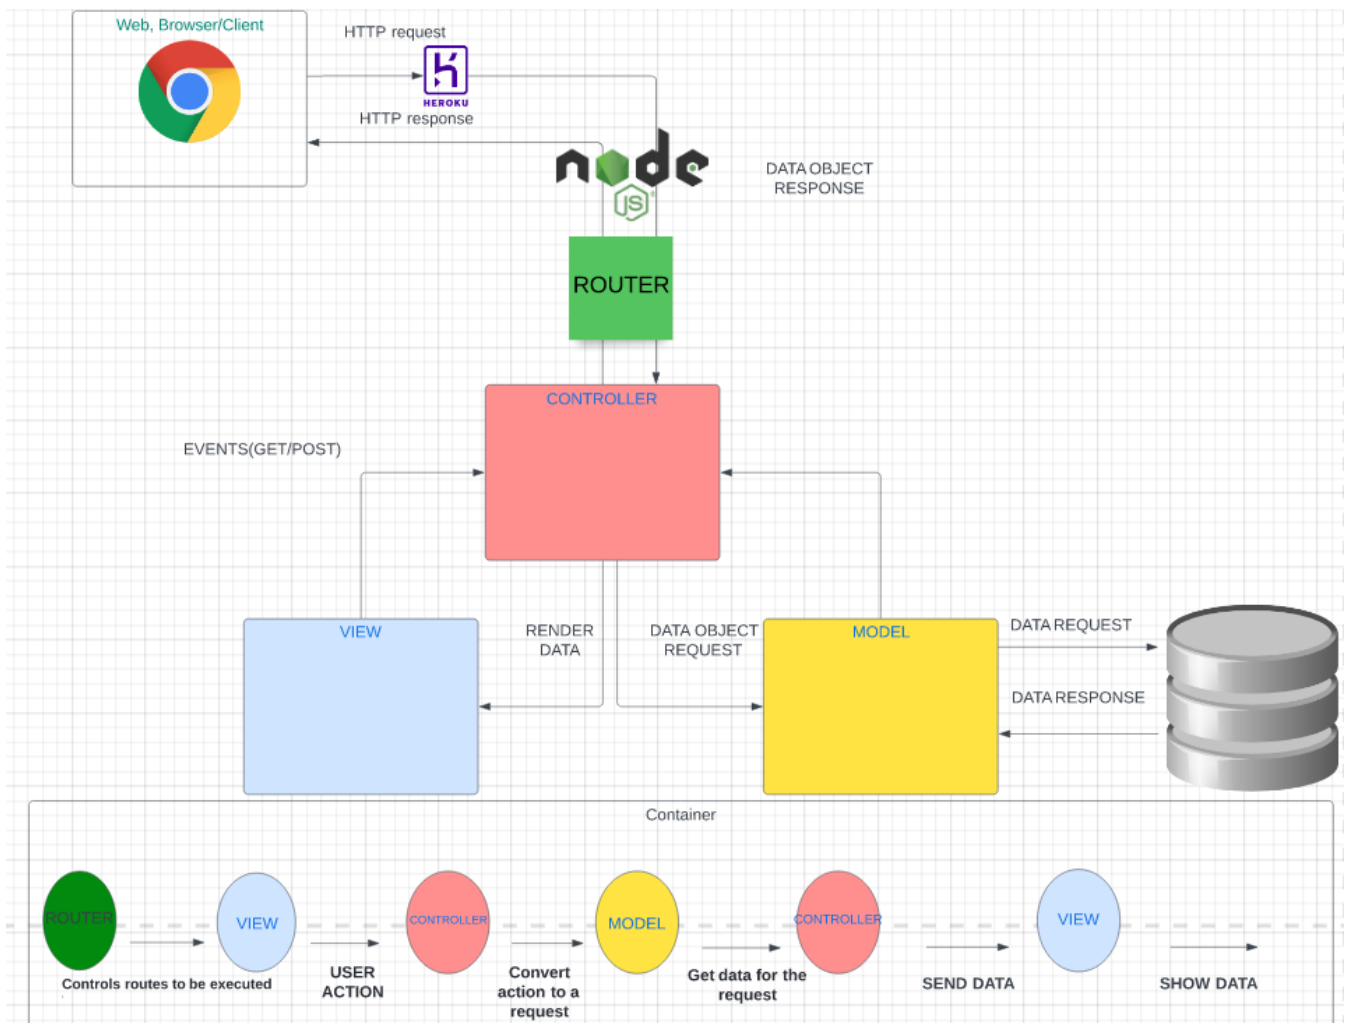 Web, Browser/Client
HTTP request
HEROKU
HTTP response
node
JS
DATA OBJECT
RESPONSE
ROUTER
CONTROLLER
EVENTS(GET/POST)
VIEW
RENDER
DATA
DATA OBJECT
REQUEST
MODEL
DATA REQUEST
DATA RESPONSE
Container
ROUTER
VIEW
CONTROLLER
MODEL
CONTROLLER
VIEW
Controls routes to be executed
USER
ACTION
Convert
action to a
request
Get data for the
request
SEND DATA
SHOW DATA